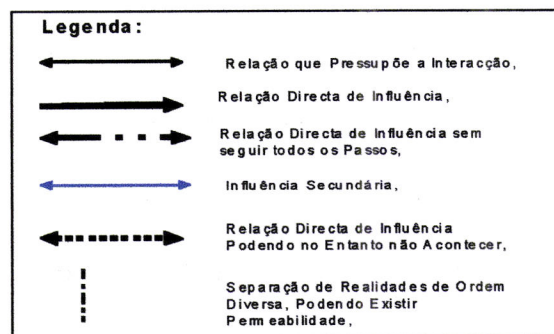 Legenda:
Relação que Pressupõe a Interacção,
Relação Directa de Influência,
Relação Directa de Influência sem
seguir todos os Passos,
Influência Secundária,
Relação Directa de Influência
Podendo no Entanto não Acontecer,
Separação de Realidades de Ordem
Diversa, Podendo Existir
Permeabilidade,